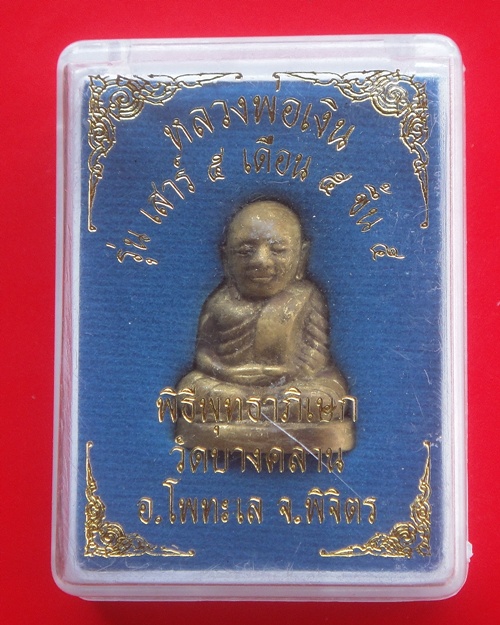 หลวงพ่อเงิน
รุ่น เสาร์ ๕ เดือน ๕ ขึ้น ๕
พิธีพุทธาภิเษก
วัดบางคลาน
อ.โพทะเล จ.พิจิตร